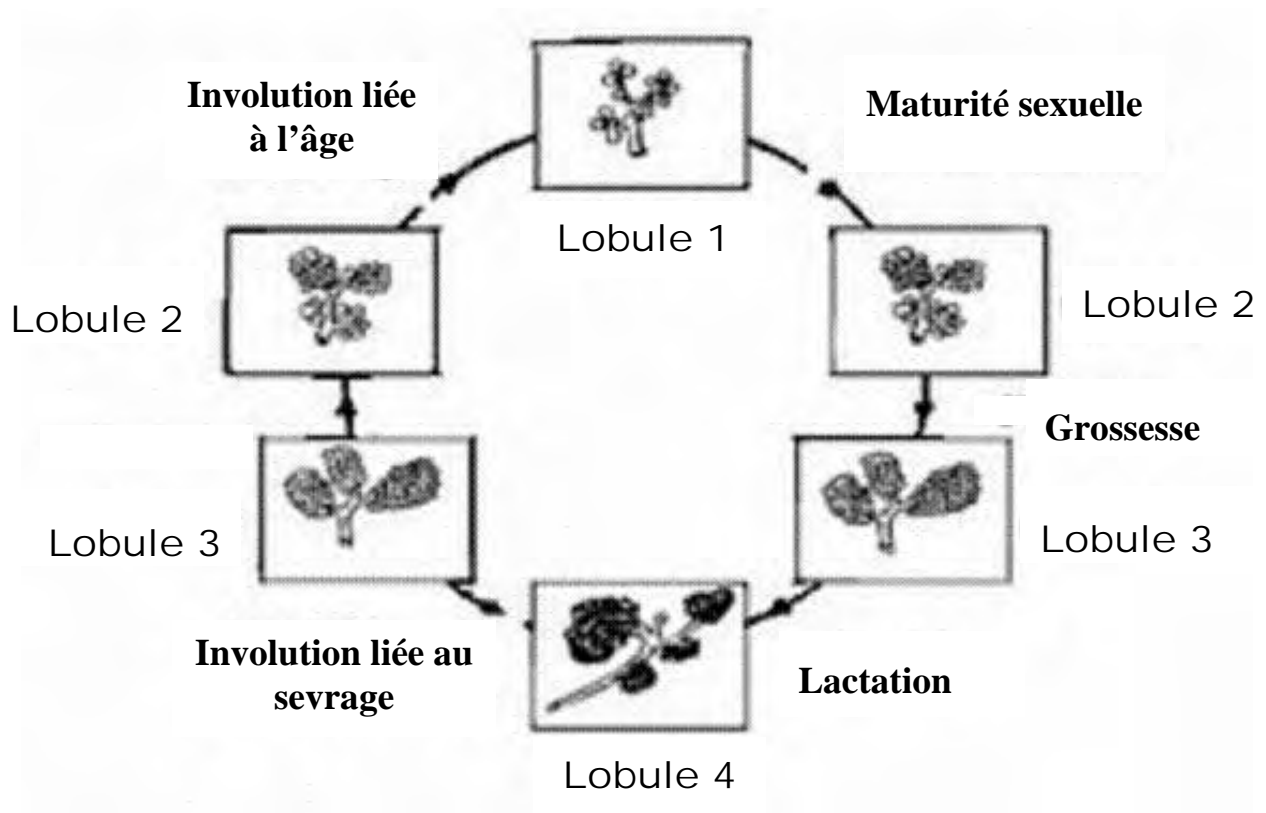 Involution liée
à l'âge
Maturité sexuelle
Lobule 1
Lobule 2
Lobule 2
Grossesse
Lobule 3
Lobule 3
Involution liée au
sevrage
Lactation
Lobule 4